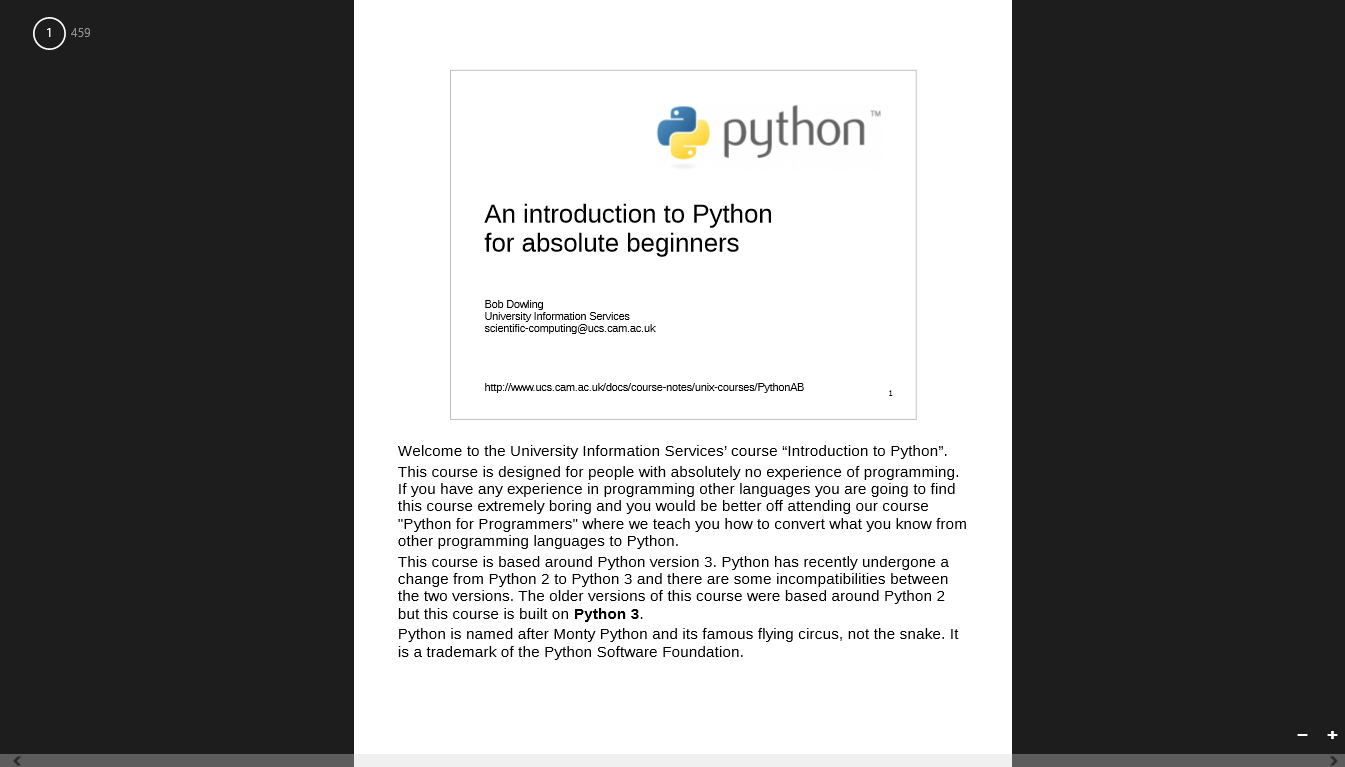 1 459
python™
An introduction to Python
for absolute beginners
Bob Dowling
University Information Services
scientific-computing@ucs.cam.ac.uk
http://www.ucs.cam.ac.uk/docs/course-notes/unix-courses/PythonAB
1
Welcome to the University Information Services’ course “Introduction to Python”.
This course is designed for people with absolutely no experience of programming.
If you have any experience in programming other languages you are going to find
this course extremely boring and you would be better off attending our course
"Python for Programmers" where we teach you how to convert what you know from
other programming languages to Python.
This course is based around Python version 3. Python has recently undergone a
change from Python 2 to Python 3 and there are some incompatibilities between
the two versions. The older versions of this course were based around Python 2
but this course is built on Python 3.
Python is named after Monty Python and its famous flying circus, not the snake. It
is a trademark of the Python Software Foundation.